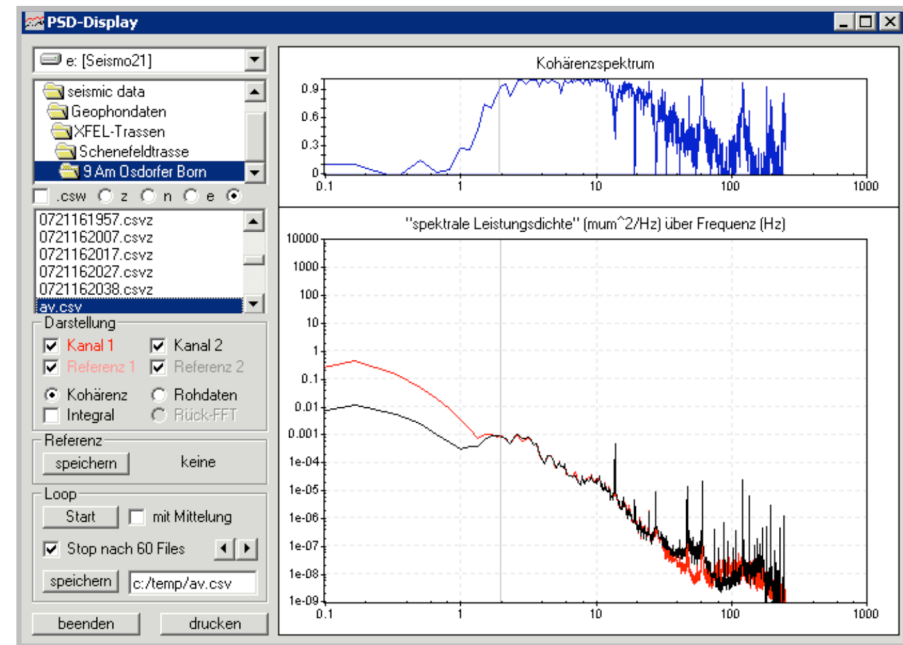 PSD-Display
e: [Seismo21]
seismic data
Geophondaten
XFEL-Trassen
Schenefeldtrasse
9 Am Osdorfer Born
.csw z n e
0721161957.csvz
0721162007.csvz
0721162017.csvz
0721162027.csvz
0721162038.csvz
av.csv
Darstellung
Kanal 1 Kanal 2
Referenz 1 Referenz 2
Kohärenz Rohdaten
Integral Rück-FFT
Referenz
speichern keine
Loop
Start mit Mittelung
Stop nach 60 Files
speichern c:/temp/av.csv
beenden drucken
Kohärenzspektrum
0.9
0.6
0.3
0
0.1 1 10 100 1000
"spektrale Leistungsdichte" (mum^2/Hz) über Frequenz (Hz)
10000
1000
100
10
1
0.1
0.01
0.001
1e-04
1e-05
1e-06
1e-07
1e-08
1e-09
0.1 1 10 100 1000